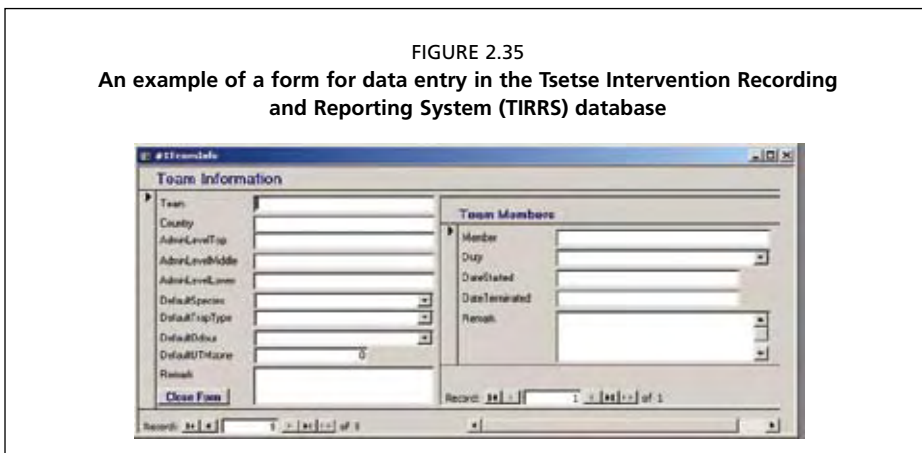 FIGURE 2.35
An example of a form for data entry in the Tsetse Intervention Recording
and Reporting System (TIRRS) database
Team Information
Team
Country
AdminLevelTop
AdminLevelMiddle
AdminLevelLower
DefaultSpecies
DefaultTrapType
DefaultOdour
DefaultUTMzone 0
Remark
Close Form
Team Members
Member
Duty
DateStarted
DateTerminated
Remark
Record: 1 of 1
Record: of